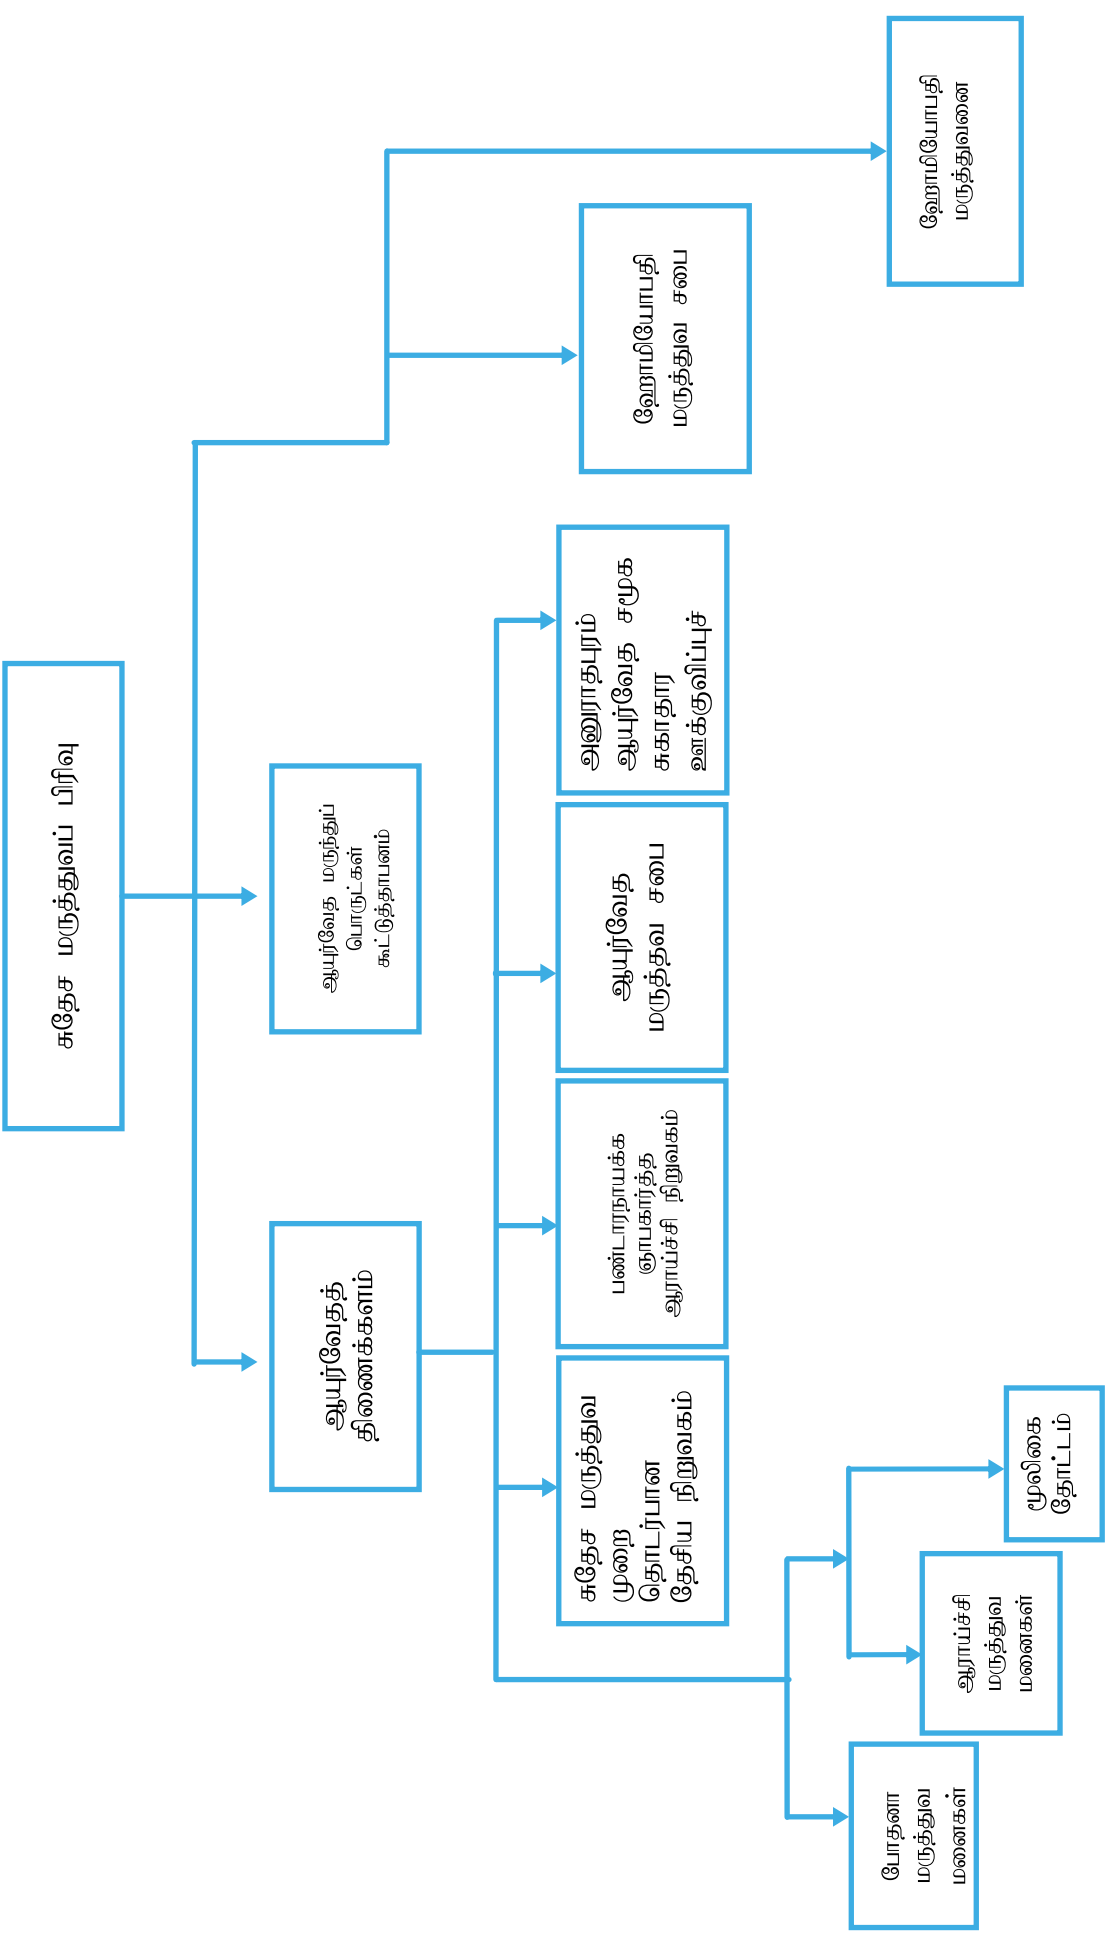 சுதேச மருத்துவப் பிரிவு
ஆயுர்வேதத்
திணைக்களம்
ஆயுர்வேத மருந்துப்
பொருட்கள்
கூட்டுத்தாபனம்
சுதேச மருத்துவ
முறை
தொடர்பான
தேசிய நிறுவகம்
பண்டாரநாயக்க
ஞாபகார்த்த
ஆராய்ச்சி நிறுவகம்
ஆயுர்வேத
மருத்தவ சபை
அனுராதபுரம்
ஆயுர்வேத சமூக
சுகாதார
ஊக்குவிப்புச்
ஹோமியோபதி
மருத்துவ சபை
ஹோமியோபதி
மருத்துவனை
போதனா
மருத்துவ
மனைகள்
ஆராய்ச்சி
மருத்துவ
மனைகள்
மூலிகை
தோட்டம்